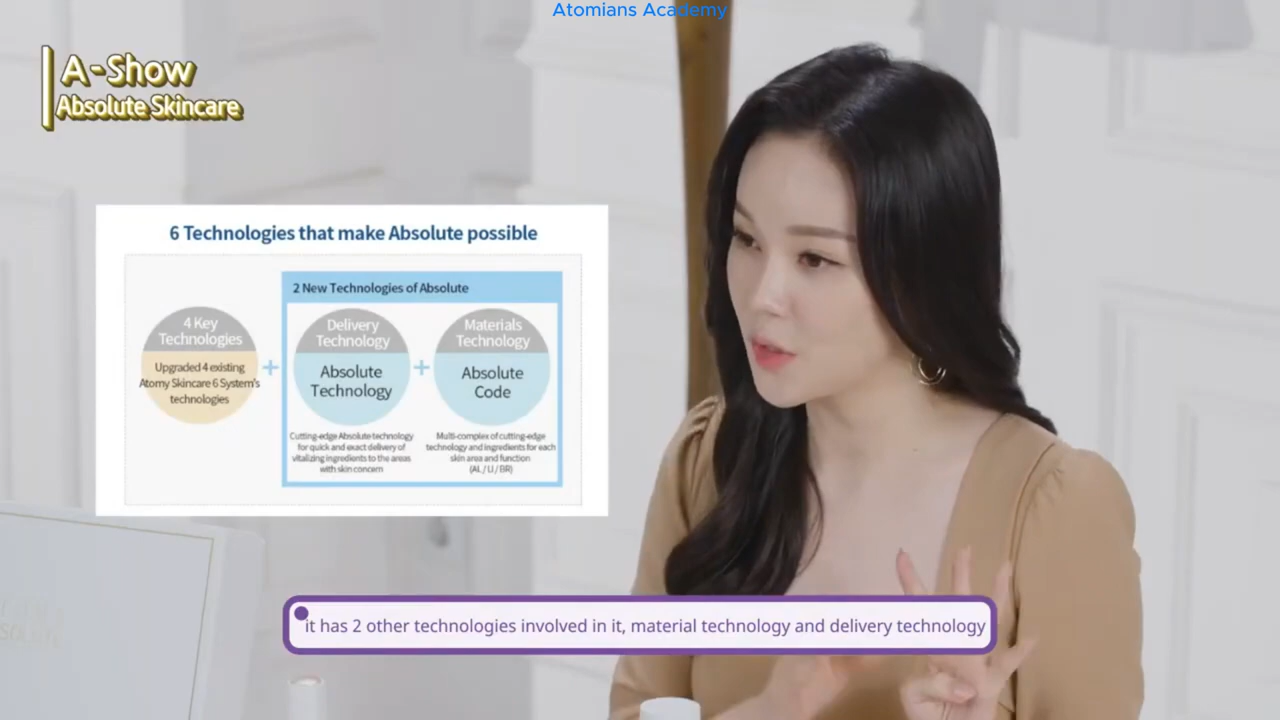 Atomians Academy
A-Show
Absolute Skincare
6 Technologies that make Absolute possible
2 New Technologies of Absolute
4 Key
Technologies
Upgraded 4 existing
Atomy Skincare 6 System's
technologies
+
Delivery
Technology
Absolute
Technology
Cutting-edge Absolute technology
for quick and exact delivery of
vitalizing ingredients to the areas
with skin concern
+
Materials
Technology
Absolute
Code
Multi-complex of cutting-edge
technology and ingredients for each
skin area and function
(AL / LI / BR)
it has 2 other technologies involved in it, material technology and delivery technology